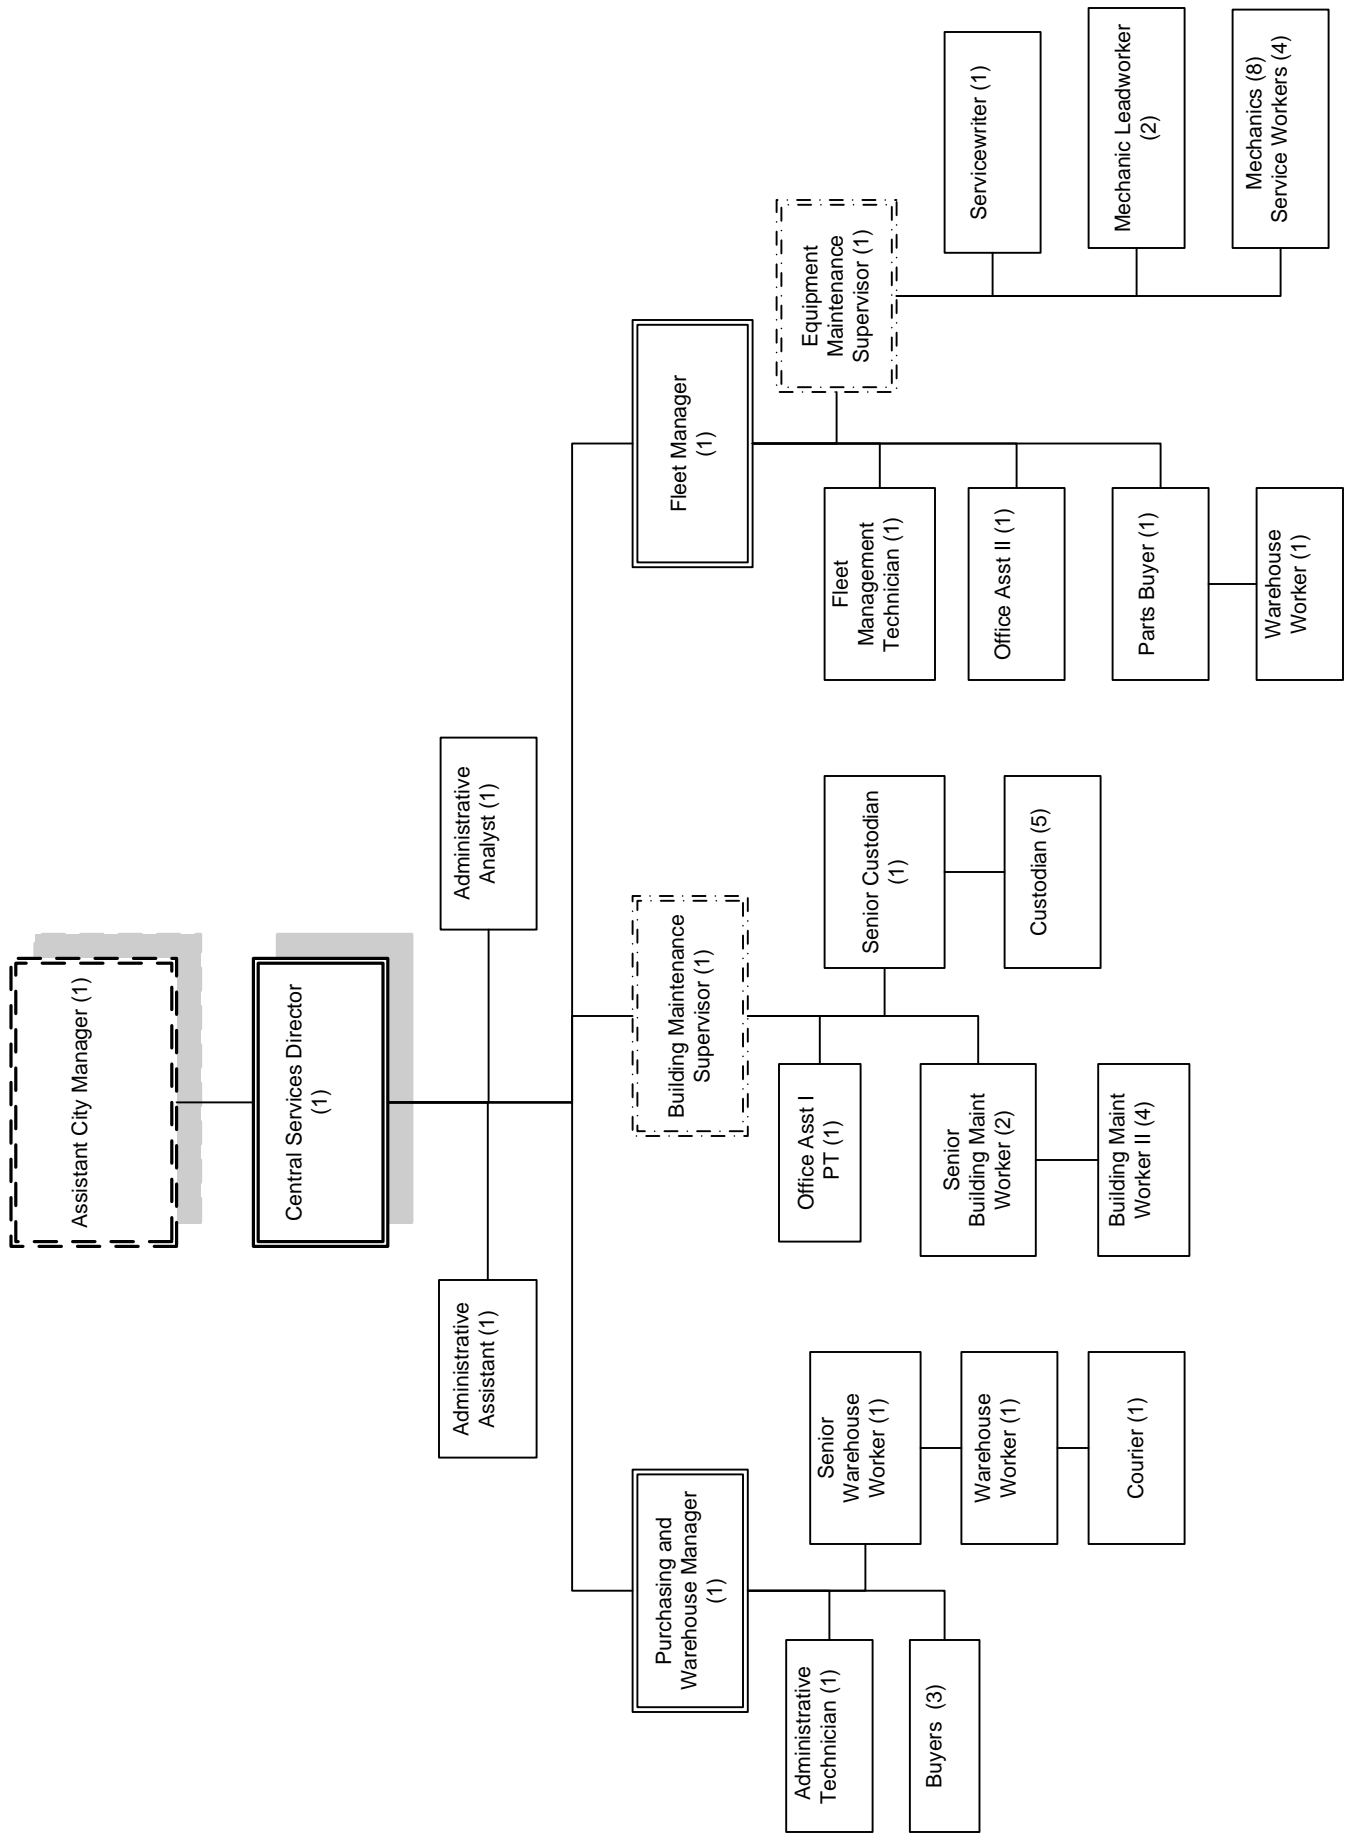 Assistant City Manager (1)
Central Services Director
(1)
Administrative
Assistant (1)
Administrative
Analyst (1)
Purchasing and
Warehouse Manager
(1)
Administrative
Technician (1)
Buyers (3)
Senior
Warehouse
Worker (1)
Warehouse
Worker (1)
Courier (1)
Building Maintenance
Supervisor (1)
Office Asst I
PT (1)
Senior
Building Maint
Worker (2)
Building Maint
Worker II (4)
Senior Custodian
(1)
Custodian (5)
Fleet Manager
(1)
Fleet
Management
Technician (1)
Office Asst II (1)
Parts Buyer (1)
Warehouse
Worker (1)
Equipment
Maintenance
Supervisor (1)
Servicewriter (1)
Mechanic Leadworker
(2)
Mechanics (8)
Service Workers (4)